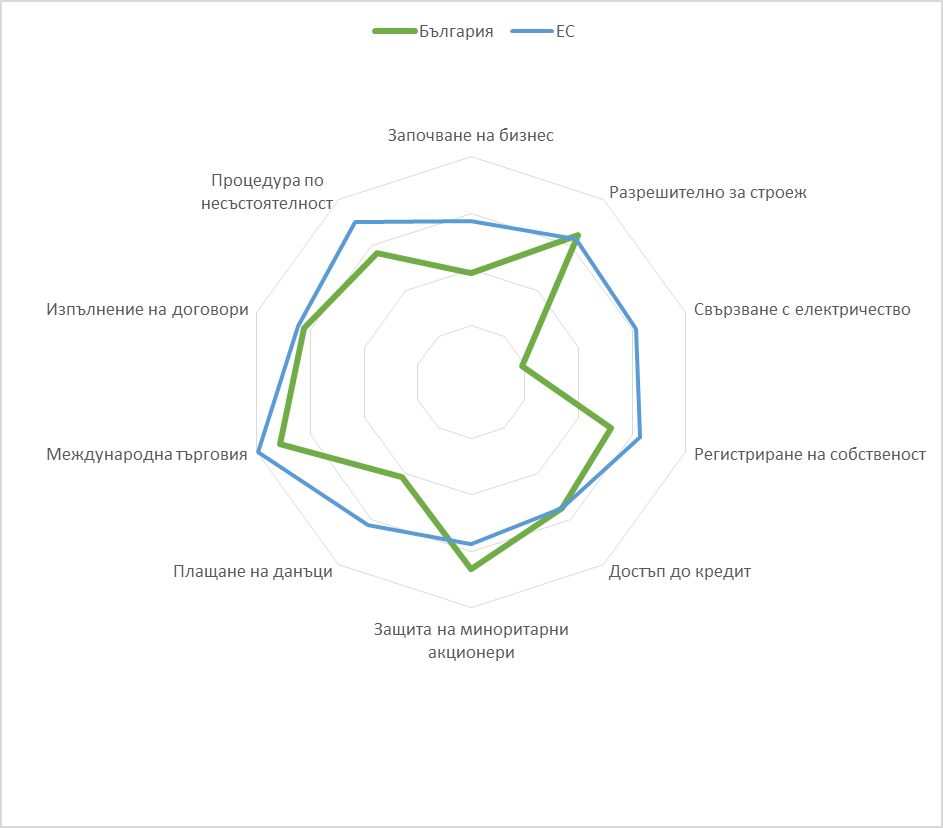 България ЕС
Започване на бизнес
Разрешително за строеж
Свързване с електричество
Регистриране на собственост
Достъп до кредит
Защита на миноритарни
акционери
Плащане на данъци
Международна търговия
Изпълнение на договори
Процедура по
несъстоятелност